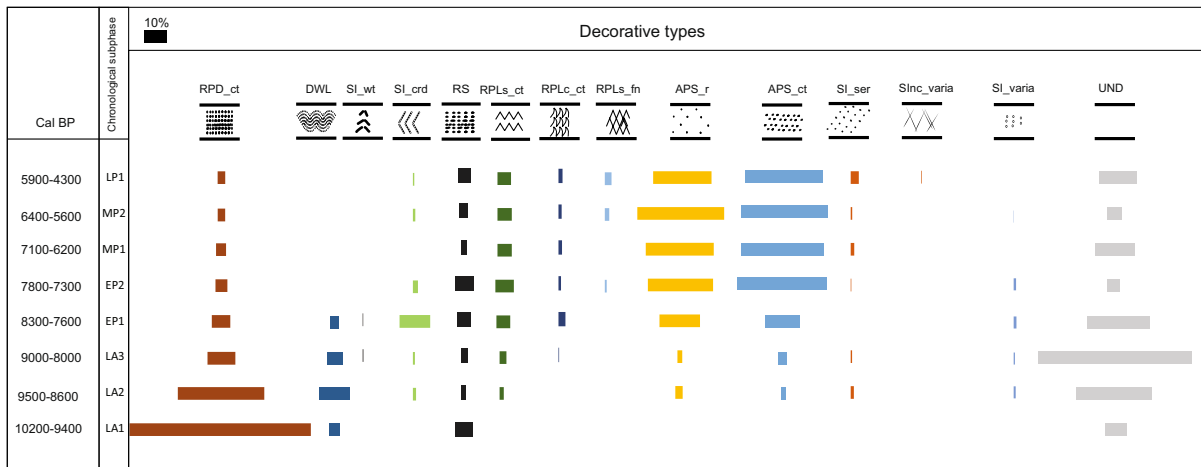 10%
Decorative types
Cal BP
Chronological subphase
RPD_ct DWL SI_wt SI_crd RS RPLs_ct RPLc_ct RPLs_fn APS_r APS_ct SI_ser SInc_varia SI_varia UND
5900-4300 LP1
6400-5600 MP2
7100-6200 MP1
7800-7300 EP2
8300-7600 EP1
9000-8000 LA3
9500-8600 LA2
10200-9400 LA1